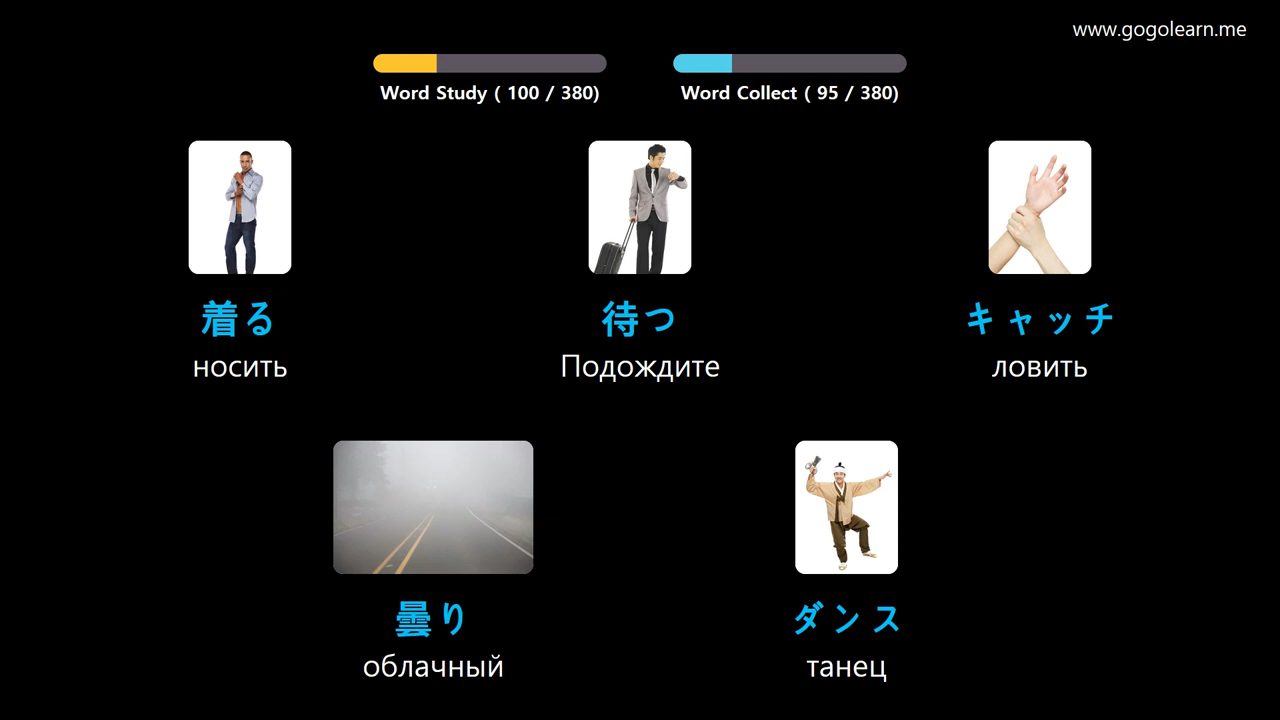 www.gogolearn.me
Word Study ( 100 / 380)
Word Collect ( 95 / 380)
着る
носить
待つ
Подождите
キャッチ
ловить
曇り
облачный
ダンス
танец